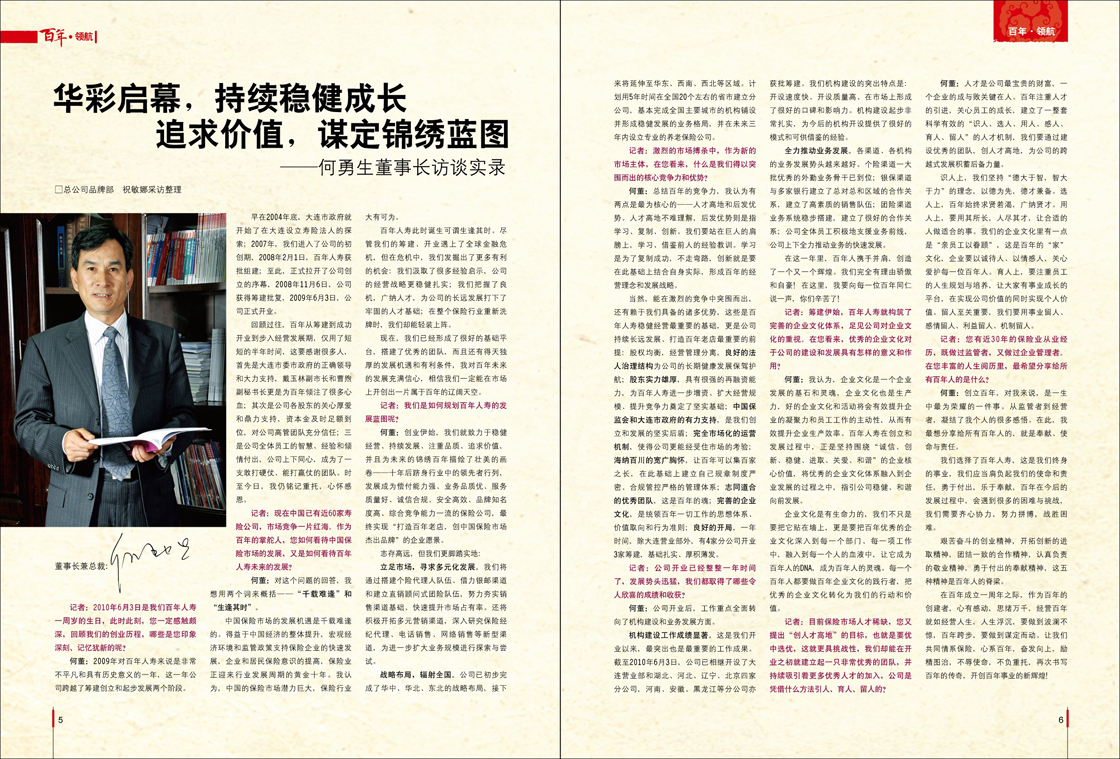 百年·领航
百年·领航
华彩启幕，持续稳健成长
追求价值，谋定锦绣蓝图
——何勇生董事长访谈实录
□总公司品牌部 祝敏娜采访整理
董事长兼总裁:
记者：2010年6月3日是我们百年人寿
一周岁的生日，此时此刻，您一定感触颇
深，回顾我们的创业历程，哪些是您印象
深刻、记忆犹新的呢？
何董：2009年对百年人寿来说是非常
不平凡和具有历史意义的一年，这一年公
司跨越了筹建创立和起步发展两个阶段。
早在2004年底，大连市政府就
开始了在大连设立寿险法人的探
索；2007年，我们进入了公司的初
创期，2008年2月1日，百年人寿获
批组建；至此，正式拉开了公司创
立的序幕。2008年11月6日，公司
获得筹建批复，2009年6月3日，公
司正式开业。
回顾过往，百年从筹建到成功
开业到步入经营发展期，仅用了短
短的半年时间，这要感谢很多人，
首先是大连市委市政府的正确领导
和大力支持，戴玉林副市长和曹煦
副秘书长更是为百年倾注了很多心
血；其次是公司各股东的关心厚爱
和鼎力支持，资本金及时足额到
位，对公司高管团队充分信任；三
是公司全体员工的智慧、经验和倾
情付出。公司上下同心，成为了一
支敢打硬仗，能打赢仗的团队。时
至今日，我仍铭记重托，心怀感
恩。
记者：现在中国已有近60家寿
险公司，市场竞争一片红海。作为
百年的掌舵人，您如何看待中国保
险市场的发展，又是如何看待百年
人寿未来的发展？
何董：对这个问题的回答，我
想用两个词来概括——“千载难逢”和
“生逢其时”。
中国保险市场的发展机遇是千载难逢
的。得益于中国经济的整体提升、宏观经
济环境和监管政策支持保险企业的快速发
展、企业和居民保险意识的提高，保险业
正迎来行业发展周期的黄金十年。我认
为，中国的保险市场潜力巨大，保险行业
大有可为。
百年人寿此时诞生可谓生逢其时，尽
管我们的筹建、开业遇上了全球金融危
机，但在危机中，我们发掘出了更多有利
的机会：我们汲取了很多经验启示，公司
的经营战略更稳健扎实；我们把握了良
机，广纳人才，为公司的长远发展打下了
牢固的人才基础；在整个保险行业重新洗
牌时，我们却能轻装上阵。
现在，我们已经形成了很好的基础平
台，搭建了优秀的团队，而且还有得天独
厚的发展机遇和有利条件。我对百年未来
的发展充满信心，相信我们一定能在市场
上开创出一片属于百年的辽阔天空。
记者：我们是如何规划百年人寿的发
展蓝图呢？
何董：创业伊始，我们就致力于稳健
经营，持续发展，注重品质，追求价值，
并且为未来的锦绣百年描绘了壮美的画
卷——十年后跻身行业中的领先者行列，
发展成为偿付能力强、业务品质优、服务
质量好、诚信合规、安全高效、品牌知名
度高、综合竞争能力一流的保险公司，最
终实现“打造百年老店，创中国保险市场
杰出品牌”的企业愿景。
志存高远，但我们更脚踏实地：
立足市场，寻求多元化发展。我们将
通过搭建个险代理人队伍、借力银邮渠道
和建立直销顾问式团险队伍，努力夯实销
售渠道基础，快速提升市场占有率。还将
积极开拓多元营销渠道，深入研究保险经
纪代理、电话销售、网络销售等新型渠
道，为进一步扩大业务规模进行探索与尝
试。
战略布局，辐射全国。公司已初步完
成了华中、华北、东北的战略布局，接下
5
来将延伸至华东、西南、西北等区域，计
划用5年时间在全国20个左右的省市建立分
公司，基本完成全国主要城市的机构铺设
并形成稳健发展的业务格局，并在未来三
年内设立专业的养老保险公司。
记者：激烈的市场搏杀中，作为新的
市场主体，在您看来，什么是我们得以突
围而出的核心竞争力和优势？
何董：总结百年的竞争力，我认为有
两点是最为核心的——人才高地和后发优
势。人才高地不难理解，后发优势则是指
学习、复制、创新。我们要站在巨人的肩
膀上，学习、借鉴前人的经验教训。学习
是为了复制成功，不走弯路，创新就是要
在此基础上结合自身实际，形成百年的经
营理念和发展战略。
当然，能在激烈的竞争中突围而出，
还有赖于我们具备的诸多优势，这些是百
年人寿稳健经营最重要的基础，更是公司
持续长远发展、打造百年老店最重要的前
提：股权均衡，经营管理分离，良好的法
人治理结构为公司的长期健康发展保驾护
航；股东实力雄厚，具有很强的再融资能
力，为百年人寿进一步增资、扩大经营规
模、提升竞争力奠定了坚实基础；中国保
监会和大连市政府的有力支持，是我们创
立和发展的坚实后盾；完全市场化的运营
机制，使得公司更能经受住市场的考验；
海纳百川的宽广胸怀，让百年可以集百家
之长，在此基础上建立自己规章制度严
密、合规管控严格的管理体系；志同道合
的优秀团队，这是百年的魂；完善的企业
文化，是统领百年一切工作的思想体系、
价值取向和行为准则；良好的开局，一年
时间，除大连营业部外，有4家分公司开业
3家筹建，基础扎实，厚积薄发。
记者：公司开业已经整整一年时间
了，发展势头迅猛，我们都取得了哪些令
人欣喜的成绩和收获？
何董：公司开业后，工作重点全面转
向了机构建设和业务发展方面。
机构建设工作成绩显著。这是我们开
业以来，最突出也是最重要的工作成果，
截至2010年6月3日，公司已相继开设了大
连营业部和湖北、河北、辽宁、北京四家
分公司，河南、安徽、黑龙江等分公司亦
获批筹建。我们机构建设的突出特点是：
开设速度快，开设质量高，在市场上形成
了很好的口碑和影响力。机构建设起步非
常扎实，为今后的机构开设提供了很好的
模式和可供借鉴的经验。
全力推动业务发展。各渠道、各机构
的业务发展势头越来越好。个险渠道一大
批优秀的外勤业务骨干已到位；银保渠道
与多家银行建立了总对总和区域的合作关
系，建立了高素质的销售队伍；团险渠道
业务系统稳步搭建，建立了很好的合作关
系；公司全体员工积极地支援业务前线，
公司上下全力推动业务的快速发展。
在这一年里，百年人携手并肩，创造
了一个又一个辉煌，我们完全有理由骄傲
和自豪！在这里，我要向每一位百年同仁
说一声，你们辛苦了！
记者：筹建伊始，百年人寿就构筑了
完善的企业文化体系，足见公司对企业文
化的重视。在您看来，优秀的企业文化对
于公司的建设和发展具有怎样的意义和作
用？
何董：我认为，企业文化是一个企业
发展的基石和灵魂，企业文化也是生产
力，好的企业文化和活动将会有效提升企
业的凝聚力和员工工作的主动性，从而有
效提升企业生产效率。百年人寿在创立和
发展过程中，正是坚持围绕“诚信、创
新、稳健、进取、关爱、和谐”的企业核
心价值，将优秀的企业文化体系融入到企
业发展的过程之中，指引公司稳健、和谐
向前发展。
企业文化是有生命力的，我们不只是
要把它贴在墙上，更是要把百年优秀的企
业文化深入到每一个部门、每一项工作
中，融入到每一个人的血液中，让它成为
百年人的DNA，成为百年人的灵魂。每一个
百年人都要做百年企业文化的践行者，把
优秀的企业文化转化为我们的行动和价
值。
记者：目前保险市场人才稀缺，您又
提出“创人才高地”的目标，也就是要优
中选优，这就更具挑战性，我们却能在开
业之初就建立起一只非常优秀的团队，并
持续吸引着更多优秀人才的加入，公司是
凭借什么方法引人、育人、留人的？
何董：人才是公司最宝贵的财富，一
个企业的成与败关键在人。百年注重人才
的引进，关心员工的成长，建立了一整套
科学有效的“识人、选人、用人、感人、
育人、留人”的人才机制，我们要通过建
设优秀的团队，创人才高地，为公司的跨
越式发展积蓄后备力量。
识人上，我们坚持“德大于智，智大
于力”的理念，以德为先，德才兼备。选
人上，百年始终求贤若渴、广纳贤才。用
人上，要用其所长，人尽其才，让合适的
人做适合的事。我们的企业文化里有一点
是“亲员工以眷顾”，这是百年的“家”
文化，企业要以诚待人、以情感人，关心
爱护每一位百年人。育人上，要注重员工
的人生规划与培养，让大家有事业成长的
平台，在实现公司价值的同时实现个人价
值。留人至关重要，我们要用事业留人、
感情留人、利益留人、机制留人。
记者：您有近30年的保险业从业经
历，既做过监管者，又做过企业管理者，
在您丰富的人生阅历里，最希望分享给所
有百年人的是什么？
何董：创立百年，对我来说，是一生
中最为荣耀的一件事。从监管者到经营
者，凝结了我个人的很多感悟。在此，我
最想分享给所有百年人的，就是奉献、使
命与责任。
我们选择了百年人寿，这是我们终身
的事业，我们应当肩负起我们的使命和责
任，勇于付出，乐于奉献。百年在今后的
发展过程中，会遇到很多的困难与挑战，
我们需要齐心协力、努力拼搏，战胜困
难。
艰苦奋斗的创业精神，开拓创新的进
取精神，团结一致的合作精神，认真负责
的敬业精神，勇于付出的奉献精神，这五
种精神是百年人的脊梁。
在百年成立一周年之际，作为百年的
创建者，心有感动，思绪万千，经营百年
就如经营人生，人生浮沉，要做到波澜不
惊，百年跨步，要做到谋定而动。让我们
共同情系保险，心系百年，奋发向上，励
精图治，不辱使命，不负重托，再次书写
百年的传奇，开创百年事业的新辉煌！
6